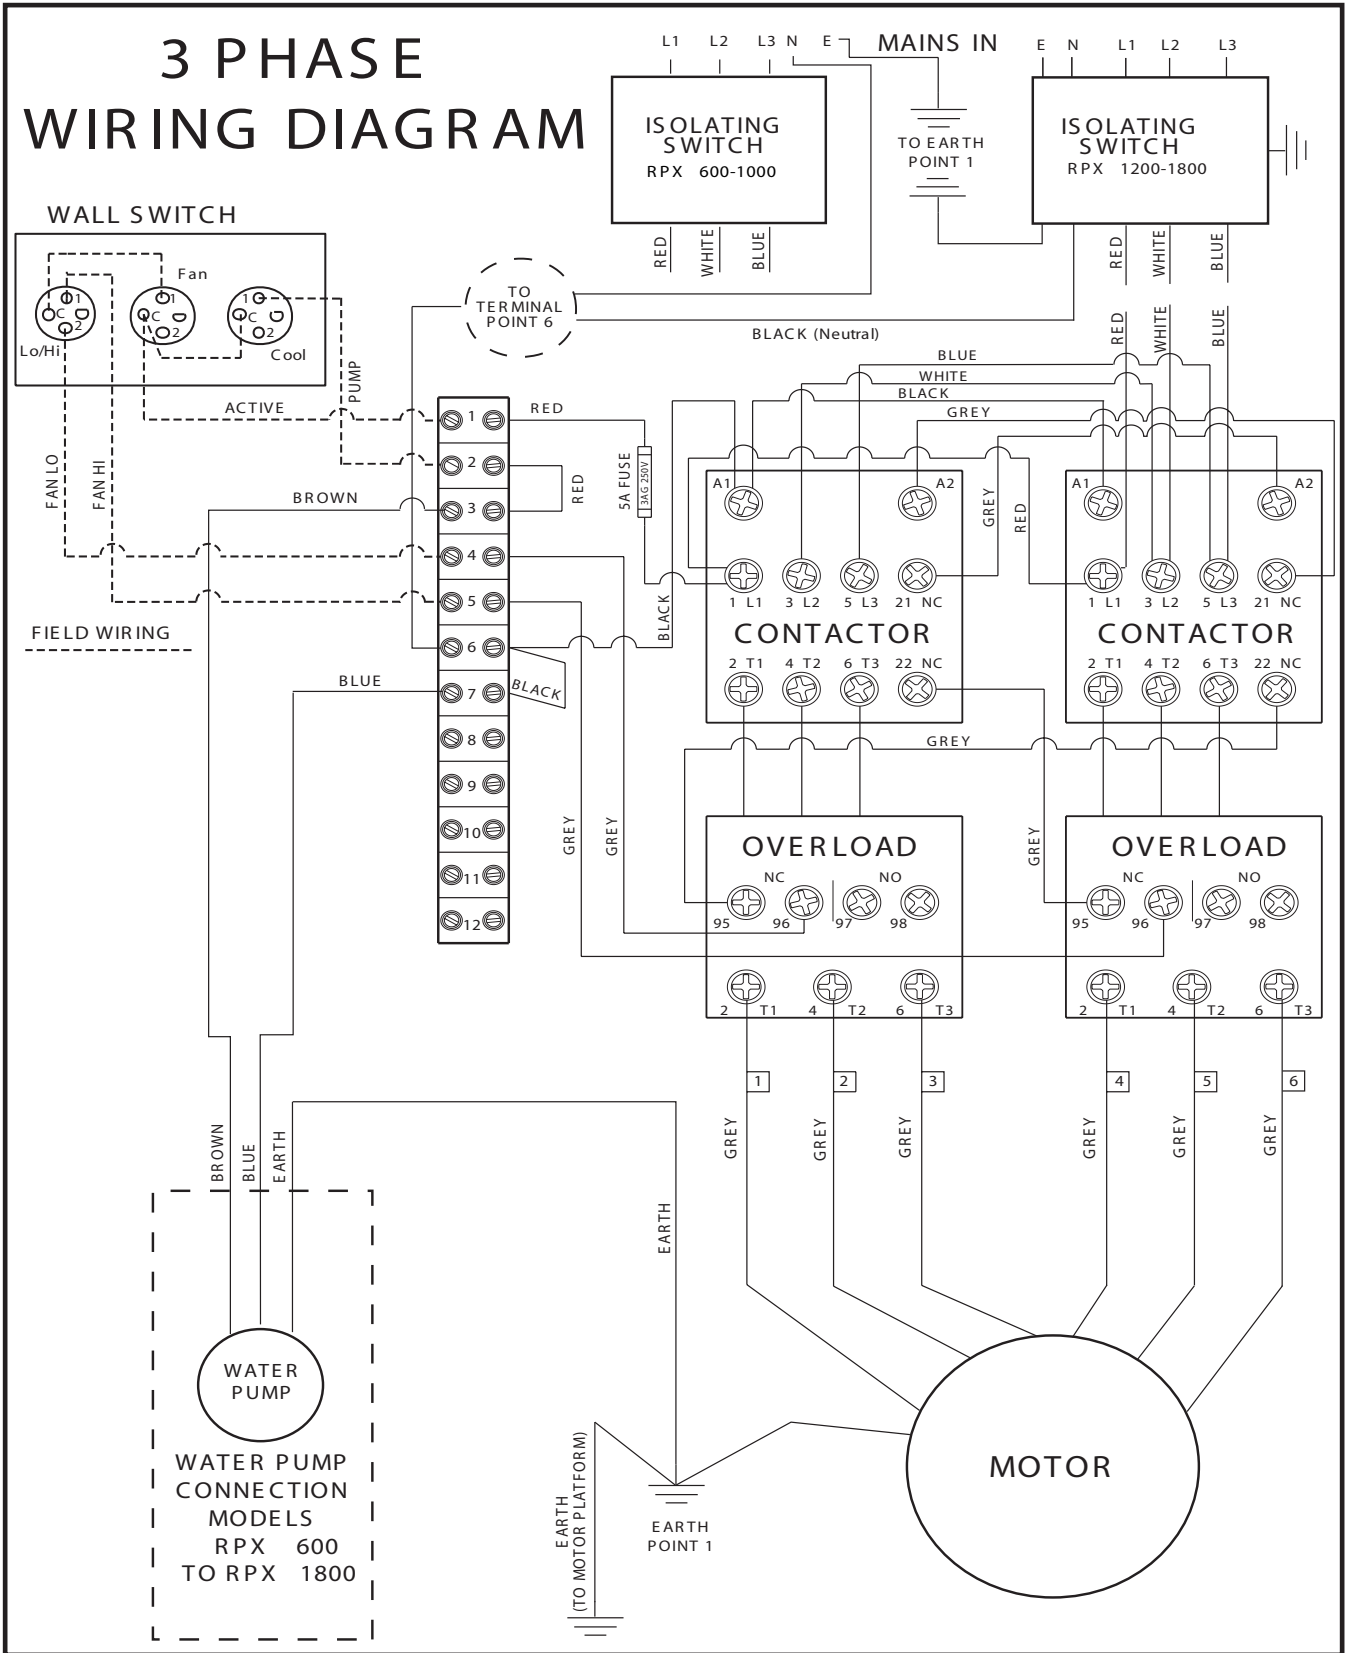 3 PHASE
WIRING DIAGRAM
L1 L2 L3 N E
MAINS IN
E N L1 L2 L3
ISOLATING
SWITCH
RPX 600-1000
TO EARTH
POINT 1
ISOLATING
SWITCH
RPX 1200-1800
RED WHITE BLUE
RED WHITE BLUE
WALL SWITCH
Fan
1 C 2
1 C 2
1 C 2
Lo/Hi
Cool
TO
TERMINAL
POINT 6
BLACK (Neutral)
RED WHITE BLUE
PUMP
ACTIVE
FAN LO
FAN HI
BROWN
FIELD WIRING
BLUE
1
2
3
4
5
6
7
8
9
10
11
12
RED
RED
5A FUSE
3AG 250V
BLACK
BLACK
BLUE
WHITE
BLACK
GREY
GREY
RED
A1 A2
1 L1 3 L2 5 L3 21 NC
CONTACTOR
2 T1 4 T2 6 T3 22 NC
A1 A2
1 L1 3 L2 5 L3 21 NC
CONTACTOR
2 T1 4 T2 6 T3 22 NC
GREY
GREY
GREY
GREY
OVERLOAD
NC NO
95 96 97 98
2 T1 4 T2 6 T3
OVERLOAD
NC NO
95 96 97 98
2 T1 4 T2 6 T3
1 2 3 4 5 6
GREY GREY GREY GREY GREY GREY
BROWN
BLUE
EARTH
EARTH
WATER
PUMP
WATER PUMP
CONNECTION
MODELS
RPX 600
TO RPX 1800
EARTH
(TO MOTOR PLATFORM)
EARTH
POINT 1
MOTOR